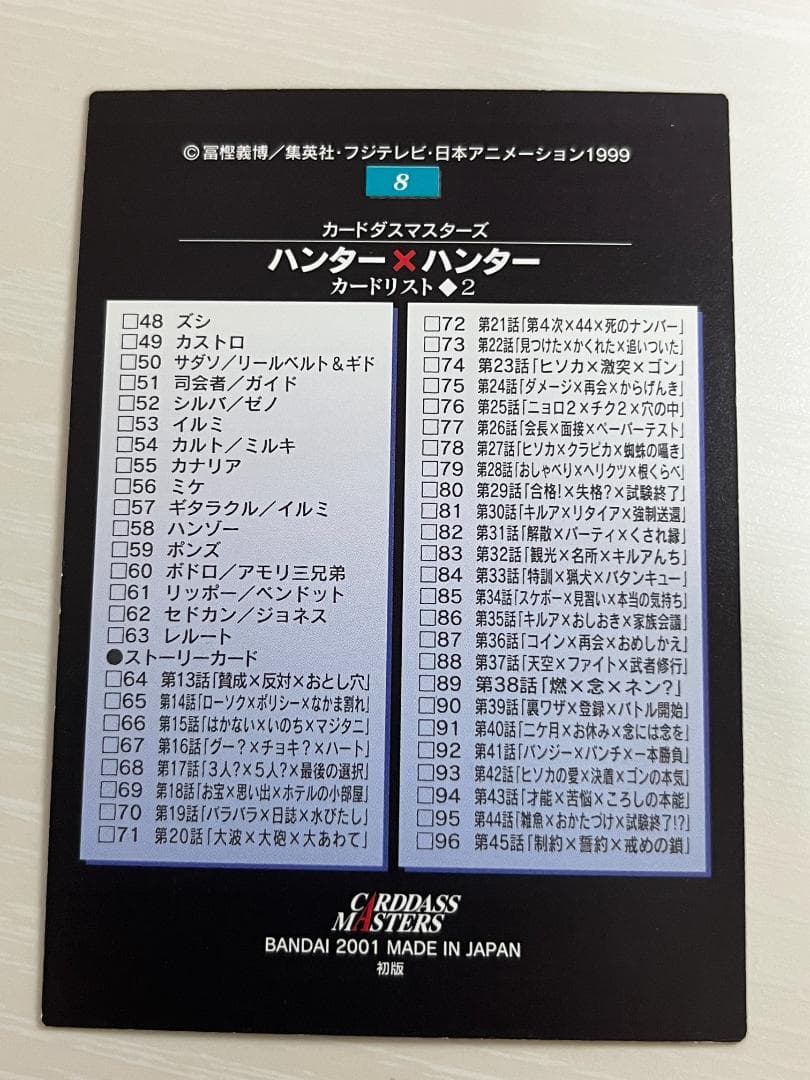 ©冨樫義博／集英社・フジテレビ・日本アニメーション1999
8
カードダスマスターズ
ハンター×ハンター
カードリスト◆2
□48 ズシ
□49 カストロ
□50 サダソ／リールベルト＆ギド
□51 司会者／ガイド
□52 シルバ／ゼノ
□53 イルミ
□54 カルト／ミルキ
□55 カナリア
□56 ミケ
□57 ギタラクル／イルミ
□58 ハンゾー
□59 ポンズ
□60 ボドロ／アモリ三兄弟
□61 リッポー／ベンドット
□62 セドカン／ジョネス
□63 レルート
●ストーリーカード
□64 第13話「賛成×反対×おとし穴」
□65 第14話「ローソク×ポリシー×なかま割れ」
□66 第15話「はかない×いのち×マジタニ」
□67 第16話「グー?×チョキ?×ハート」
□68 第17話「3人?×5人?×最後の選択」
□69 第18話「お宝×思い出×ホテルの小部屋」
□70 第19話「バラバラ×日誌×水びたし」
□71 第20話「大波×大砲×大あわて」
□72 第21話「第4次×44×死のナンバー」
□73 第22話「見つけた×かくれた×追いついた」
□74 第23話「ヒソカ×激突×ゴン」
□75 第24話「ダメージ×再会×からげんき」
□76 第25話「ニョロ2×チク2×穴の中」
□77 第26話「会長×面接×ペーパーテスト」
□78 第27話「ヒソカ×クラピカ×蜘蛛の囁き」
□79 第28話「おしゃべり×ヘリクツ×根くらべ」
□80 第29話「合格!×失格?×試験終了」
□81 第30話「キルア×リタイア×強制送還」
□82 第31話「解散×パーティ×くされ縁」
□83 第32話「観光×名所×キルアんち」
□84 第33話「特訓×猟犬×バタンキュー」
□85 第34話「スケボー×見習い×本当の気持ち」
□86 第35話「キルア×おしおき×家族会議」
□87 第36話「コイン×再会×おめしかえ」
□88 第37話「天空×ファイト×武者修行」
□89 第38話「燃×念×ネン?」
□90 第39話「裏ワザ×登録×バトル開始」
□91 第40話「二ケ月×お休み×念には念を」
□92 第41話「バンジー×パンチ×一本勝負」
□93 第42話「ヒソカの愛×決着×ゴンの本気」
□94 第43話「才能×苦悩×ころしの本能」
□95 第44話「雑魚×おかたづけ×試験終了!?」
□96 第45話「制約×誓約×戒めの鎖」
CARDDASS
MASTERS
BANDAI 2001 MADE IN JAPAN
初版